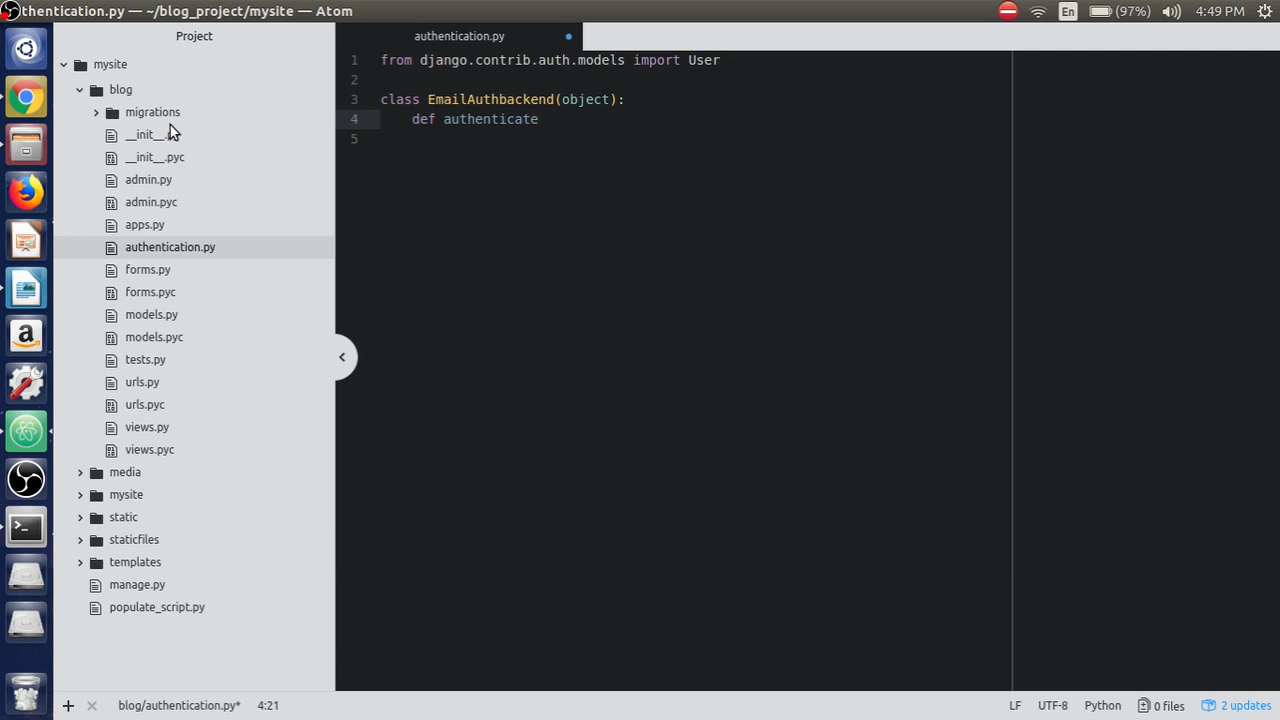 thentication.py — ~/blog_project/mysite — Atom
En
(97%)
4:49 PM
Project
mysite
blog
migrations
__init__.
__init__.pyc
admin.py
admin.pyc
apps.py
authentication.py
forms.py
forms.pyc
models.py
models.pyc
tests.py
urls.py
urls.pyc
views.py
views.pyc
media
mysite
static
staticfiles
templates
manage.py
populate_script.py
authentication.py
1 from django.contrib.auth.models import User
2
3 class EmailAuthbackend(object):
4     def authenticate
5
blog/authentication.py* 4:21
LF UTF-8 Python 0 files 2 updates